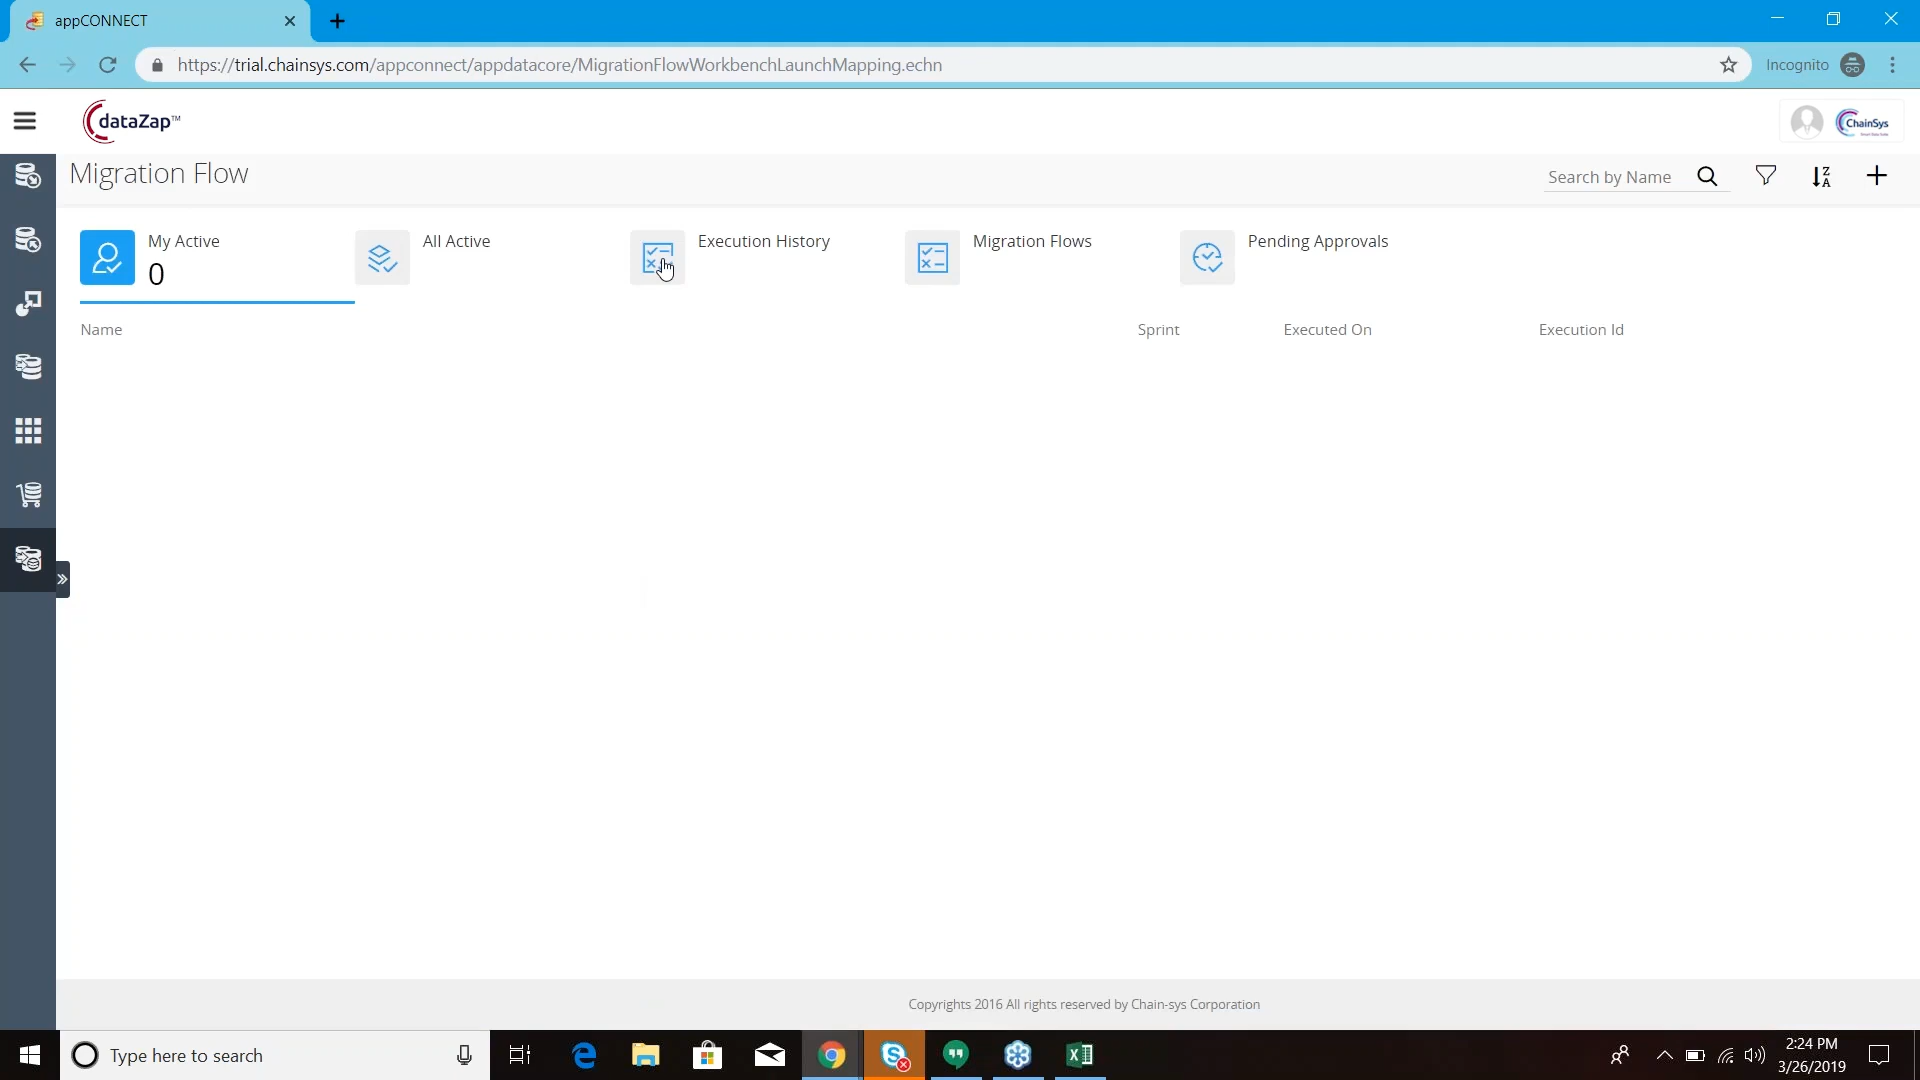 appCONNECT
https://trial.chainsys.com/appconnect/appdatacore/MigrationFlowWorkbenchLaunchMapping.echn
Incognito
dataZap™
ChainSys
Migration Flow
Search by Name
Z
A
My Active
0
All Active
Execution History
Migration Flows
Pending Approvals
Name
Sprint
Executed On
Execution Id
Copyrights 2016 All rights reserved by Chain-sys Corporation
Type here to search
2:24 PM
3/26/2019